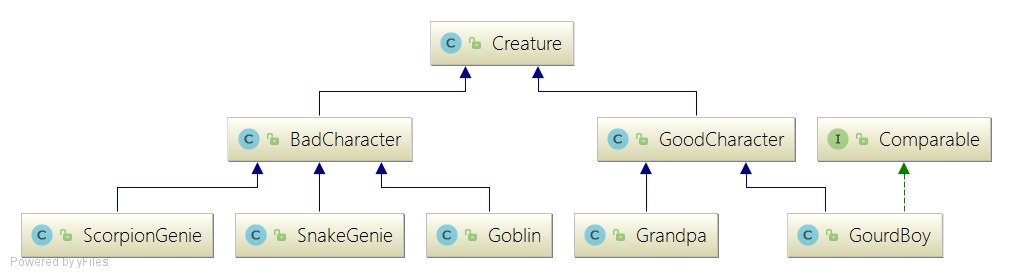 C Creature
C BadCharacter
C GoodCharacter
I Comparable
C ScorpionGenie
C SnakeGenie
C Goblin
C Grandpa
C GourdBoy
Powered by yFiles